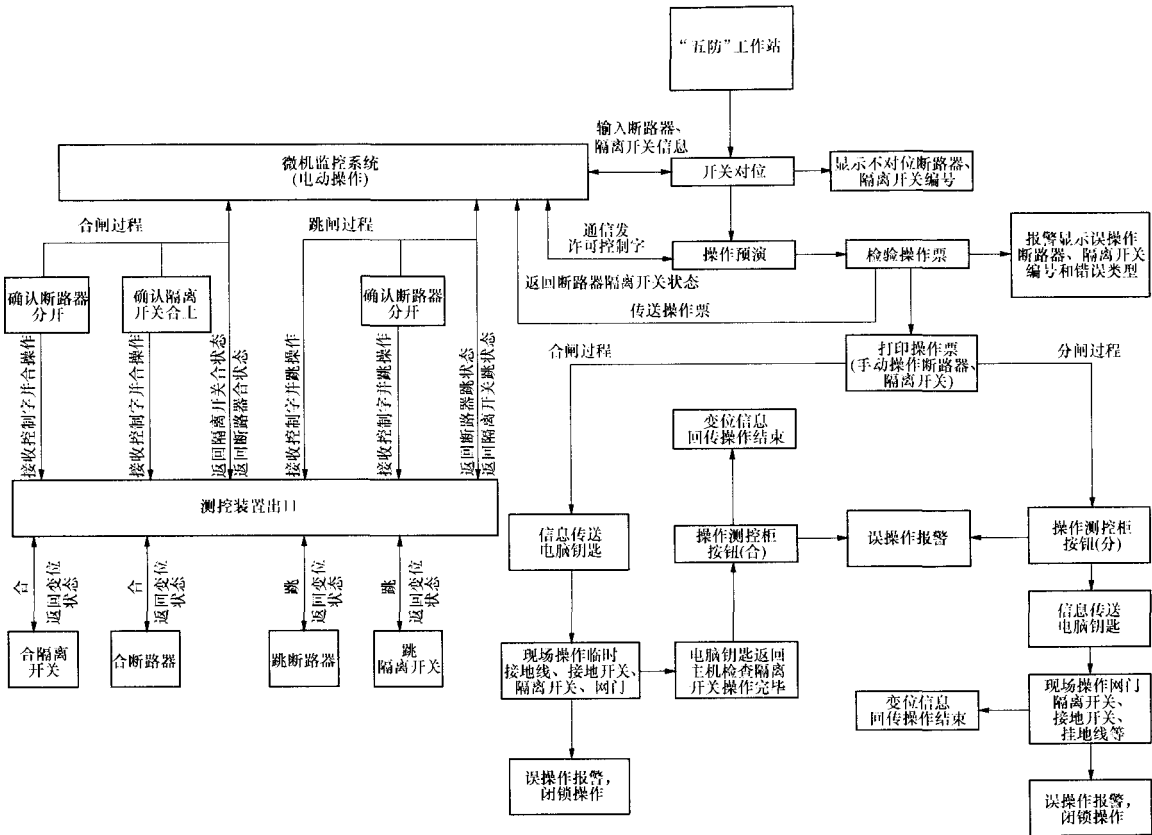 “五防”工作站
输入断路器、
隔离开关信息
微机监控系统
(电动操作)
开关对位
显示不对位断路器、
隔离开关编号
合闸过程
跳闸过程
通信发
许可控制字
操作预演
检验操作票
报警显示误操作
断路器、隔离开关
编号和错误类型
返回断路器隔离开关状态
传送操作票
确认断路器
分开
确认隔离
开关合上
确认断路器
分开
接收控制字并合操作
接收控制字并合操作
返回隔离开关合状态
返回断路器合状态
接收控制字并跳操作
接收控制字并跳操作
返回断路器跳状态
返回隔离开关跳状态
合闸过程
打印操作票
(手动操作断路器、
隔离开关)
分闸过程
变位信息
回传操作结束
测控装置出口
信息传送
电脑钥匙
操作测控柜
按钮(合)
误操作报警
操作测控柜
按钮(分)
合
返回变位
状态
合
返回变位
状态
跳
返回变位
状态
跳
返回变位
状态
信息传送
电脑钥匙
合隔离
开关
合断路器
跳断路器
跳
隔离开关
现场操作临时
接地线、接地开关、
隔离开关、网门
电脑钥匙返回
主机检查隔离
开关操作完毕
变位信息
回传操作结束
现场操作网门
隔离开关、
接地开关、
挂地线等
误操作报警，
闭锁操作
误操作报警，
闭锁操作